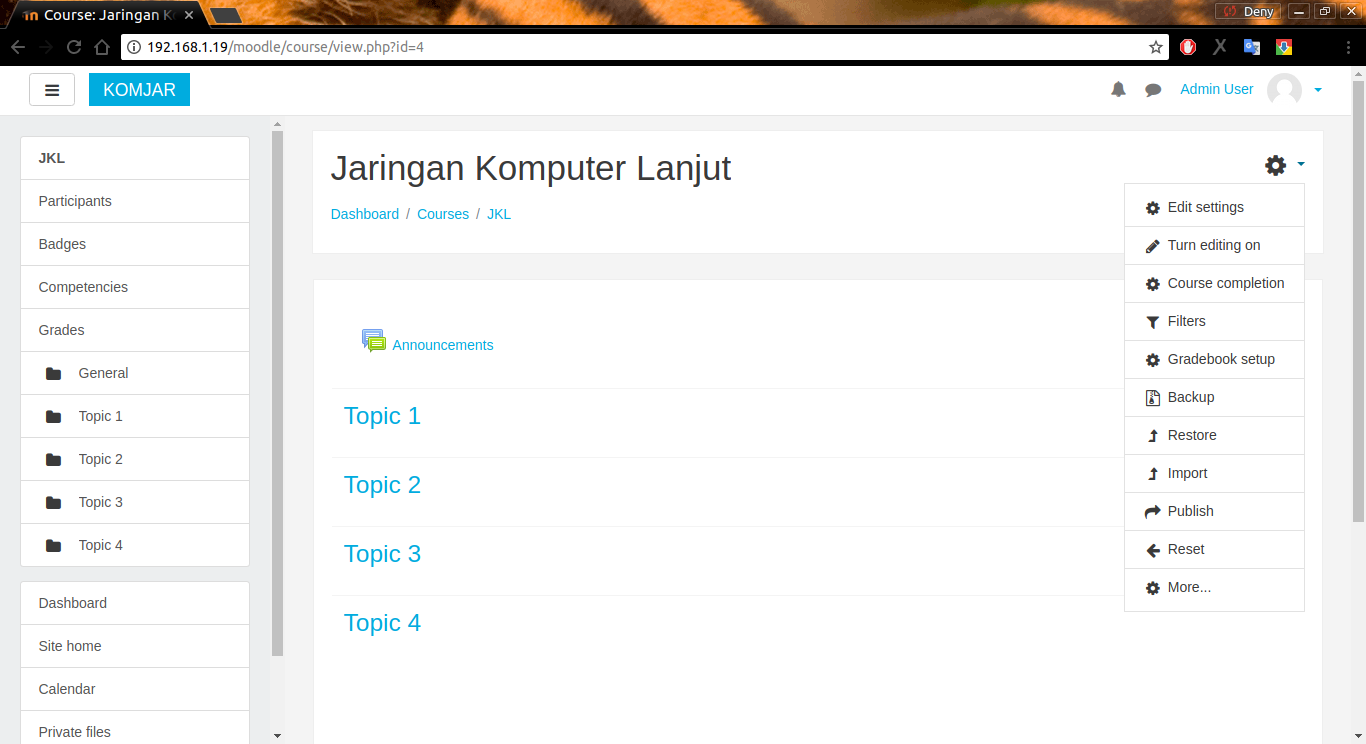 Course: Jaringan K
Deny
192.168.1.19/moodle/course/view.php?id=4
KOMJAR
Admin User
JKL
Participants
Badges
Competencies
Grades
General
Topic 1
Topic 2
Topic 3
Topic 4
Dashboard
Site home
Calendar
Private files
Jaringan Komputer Lanjut
Dashboard / Courses / JKL
Edit settings
Turn editing on
Course completion
Filters
Gradebook setup
Backup
Restore
Import
Publish
Reset
More...
Announcements
Topic 1
Topic 2
Topic 3
Topic 4